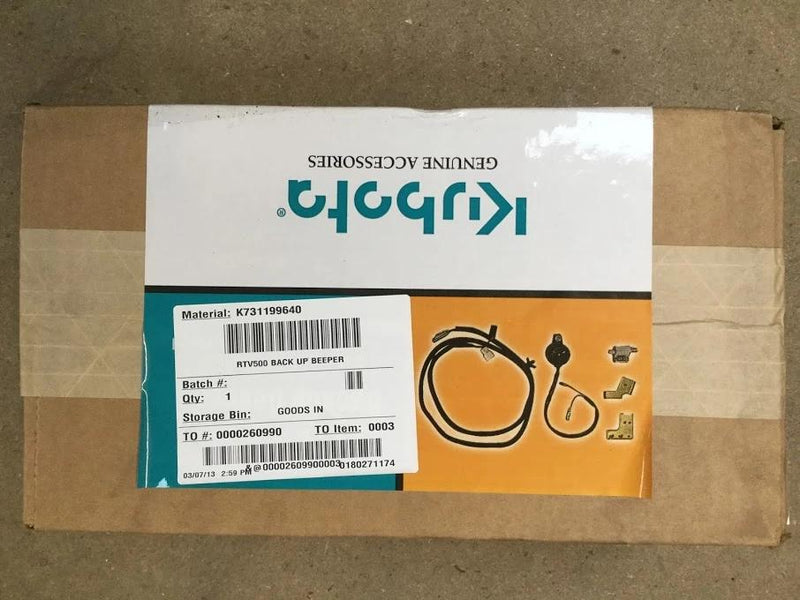 GENUINE ACCESSORIES
Kubota®
Material: K731199640
RTV500 BACK UP BEEPER
Batch #:
Qty: 1
Storage Bin: GOODS IN
TO #: 0000260990 TO Item: 0003
&@00002609900003 0180271174
03/07/13 2:59 PM